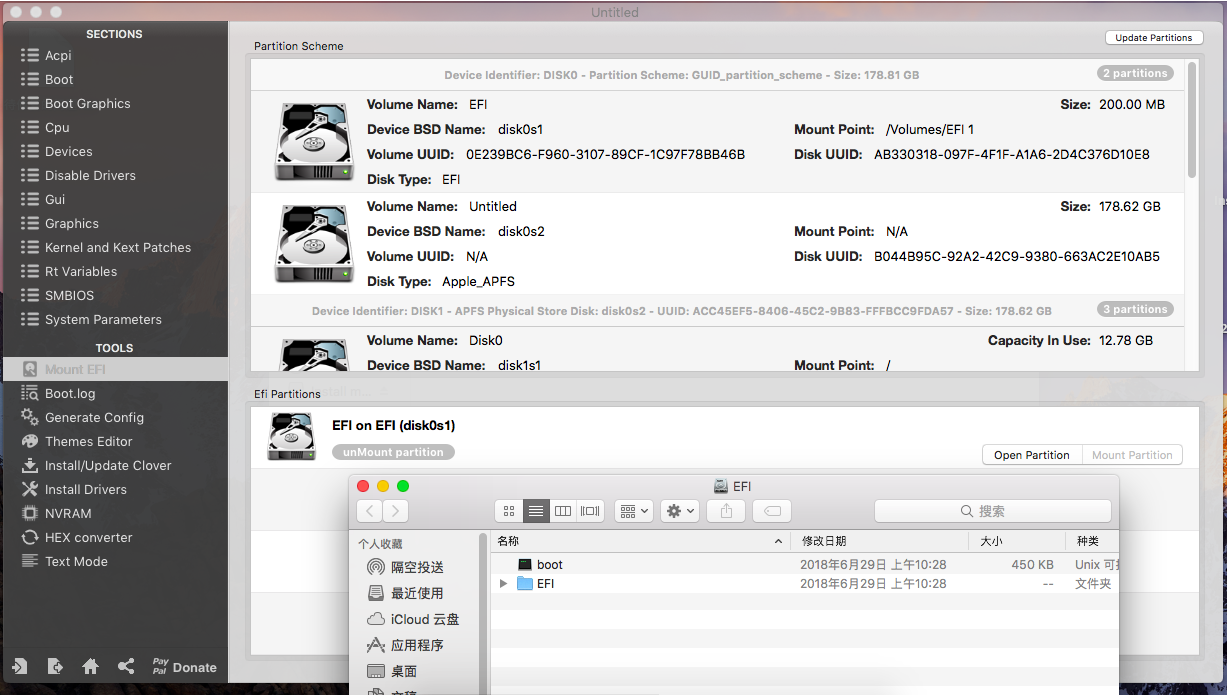 Untitled
SECTIONS
Acpi
Boot
Boot Graphics
Cpu
Devices
Disable Drivers
Gui
Graphics
Kernel and Kext Patches
Rt Variables
SMBIOS
System Parameters
TOOLS
Mount EFI
Boot.log
Generate Config
Themes Editor
Install/Update Clover
Install Drivers
NVRAM
HEX converter
Text Mode
Pay
Pal
Donate
Partition Scheme
Update Partitions
Device Identifier: DISK0 - Partition Scheme: GUID_partition_scheme - Size: 178.81 GB
2 partitions
Volume Name: EFI
Size: 200.00 MB
Device BSD Name: disk0s1
Mount Point: /Volumes/EFI 1
Volume UUID: 0E239BC6-F960-3107-89CF-1C97F78BB46B
Disk UUID: AB330318-097F-4F1F-A1A6-2D4C376D10E8
Disk Type: EFI
Volume Name: Untitled
Size: 178.62 GB
Device BSD Name: disk0s2
Mount Point: N/A
Volume UUID: N/A
Disk UUID: B044B95C-92A2-42C9-9380-663AC2E10AB5
Disk Type: Apple_APFS
Device Identifier: DISK1 - APFS Physical Store Disk: disk0s2 - UUID: ACC45EF5-8406-45C2-9B83-FFFBCC9FDA57 - Size: 178.62 GB
3 partitions
Volume Name: Disk0
Capacity In Use: 12.78 GB
Device BSD Name: disk1s1
Mount Point: /
Efi Partitions
EFI on EFI (disk0s1)
unMount partition
Open Partition
Mount Partition
EFI
搜索
个人收藏
隔空投送
最近使用
iCloud 云盘
应用程序
桌面
文稿
名称
修改日期
大小
种类
boot
2018年6月29日 上午10:28
450 KB
Unix 可
EFI
2018年6月29日 上午10:28
--
文件夹